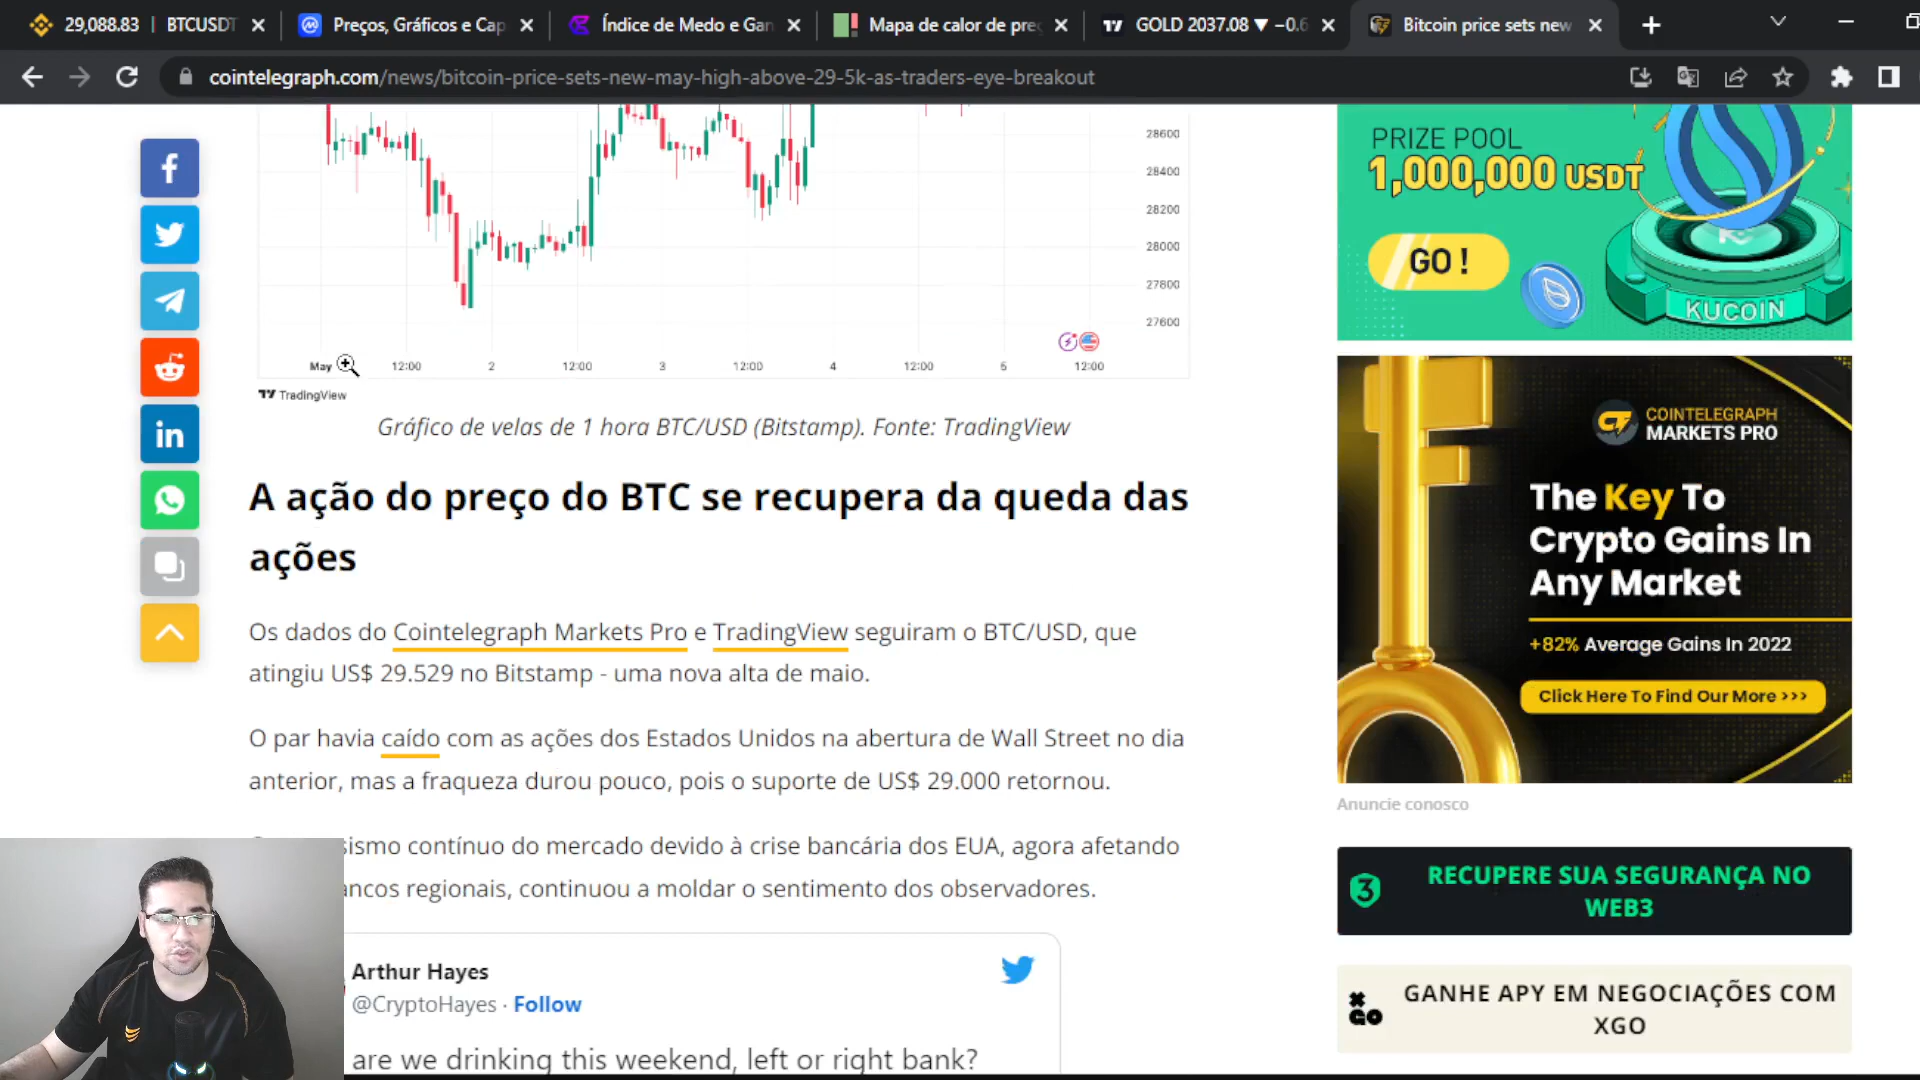 29,088.83 | BTCUSDT
Preços, Gráficos e Cap
Índice de Medo e Gan
Mapa de calor de pre
GOLD 2037.08 ▼ −0.6
Bitcoin price sets new
cointelegraph.com/news/bitcoin-price-sets-new-may-high-above-29-5k-as-traders-eye-breakout
28600
28400
28200
28000
27800
27600
May 12:00 2 12:00 3 12:00 4 12:00 5 12:00
TradingView
Gráfico de velas de 1 hora BTC/USD (Bitstamp). Fonte: TradingView
A ação do preço do BTC se recupera da queda das
ações
Os dados do Cointelegraph Markets Pro e TradingView seguiram o BTC/USD, que
atingiu US$ 29.529 no Bitstamp - uma nova alta de maio.
O par havia caído com as ações dos Estados Unidos na abertura de Wall Street no dia
anterior, mas a fraqueza durou pouco, pois o suporte de US$ 29.000 retornou.
contínuo do mercado devido à crise bancária dos EUA, agora afetando
regionais, continuou a moldar o sentimento dos observadores.
Arthur Hayes
@CryptoHayes · Follow
are we drinking this weekend, left or right bank?
PRIZE POOL
1,000,000 USDT
GO !
KUCOIN
COINTELEGRAPH
MARKETS PRO
The Key To
Crypto Gains In
Any Market
+82% Average Gains In 2022
Click Here To Find Our More >>>
Anuncie conosco
RECUPERE SUA SEGURANÇA NO
WEB3
GANHE APY EM NEGOCIAÇÕES COM
XGO